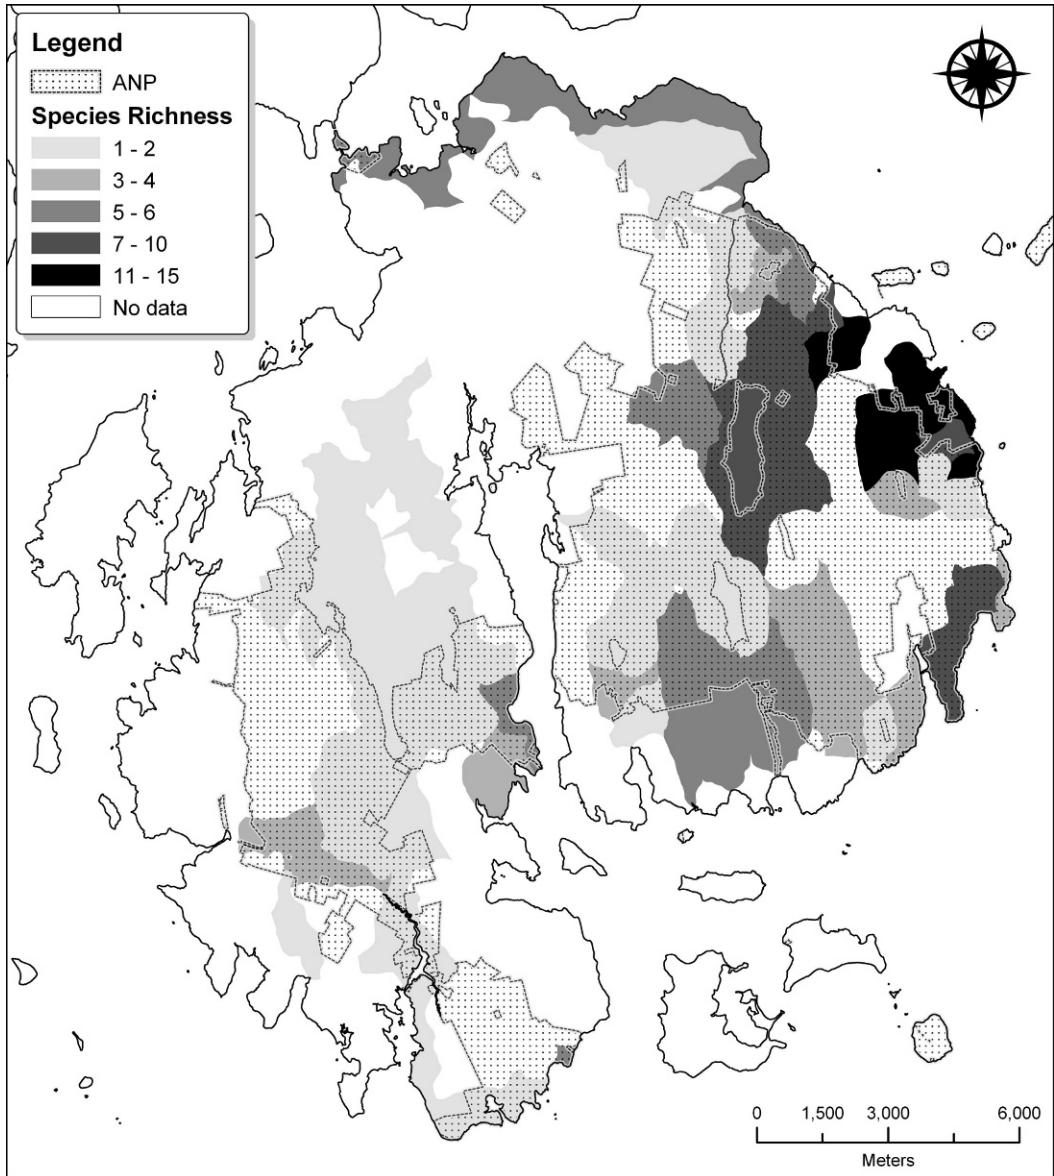 Legend
ANP
Species Richness
1 - 2
3 - 4
5 - 6
7 - 10
11 - 15
No data
0 1,500 3,000 6,000
Meters